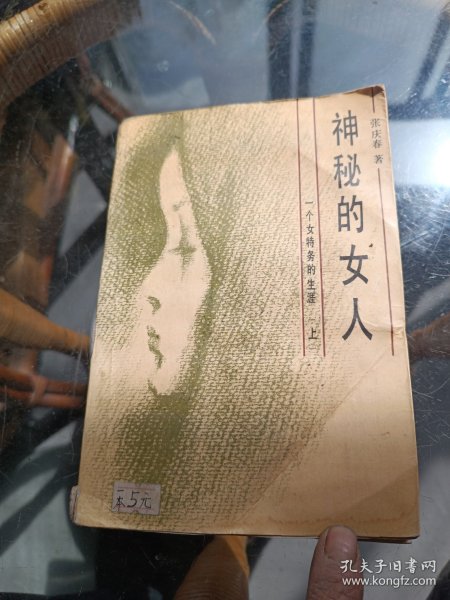 张庆春 著
神秘的女人
一个女特务的生涯 上
一本5元
孔夫子旧书网
www.kongfz.com